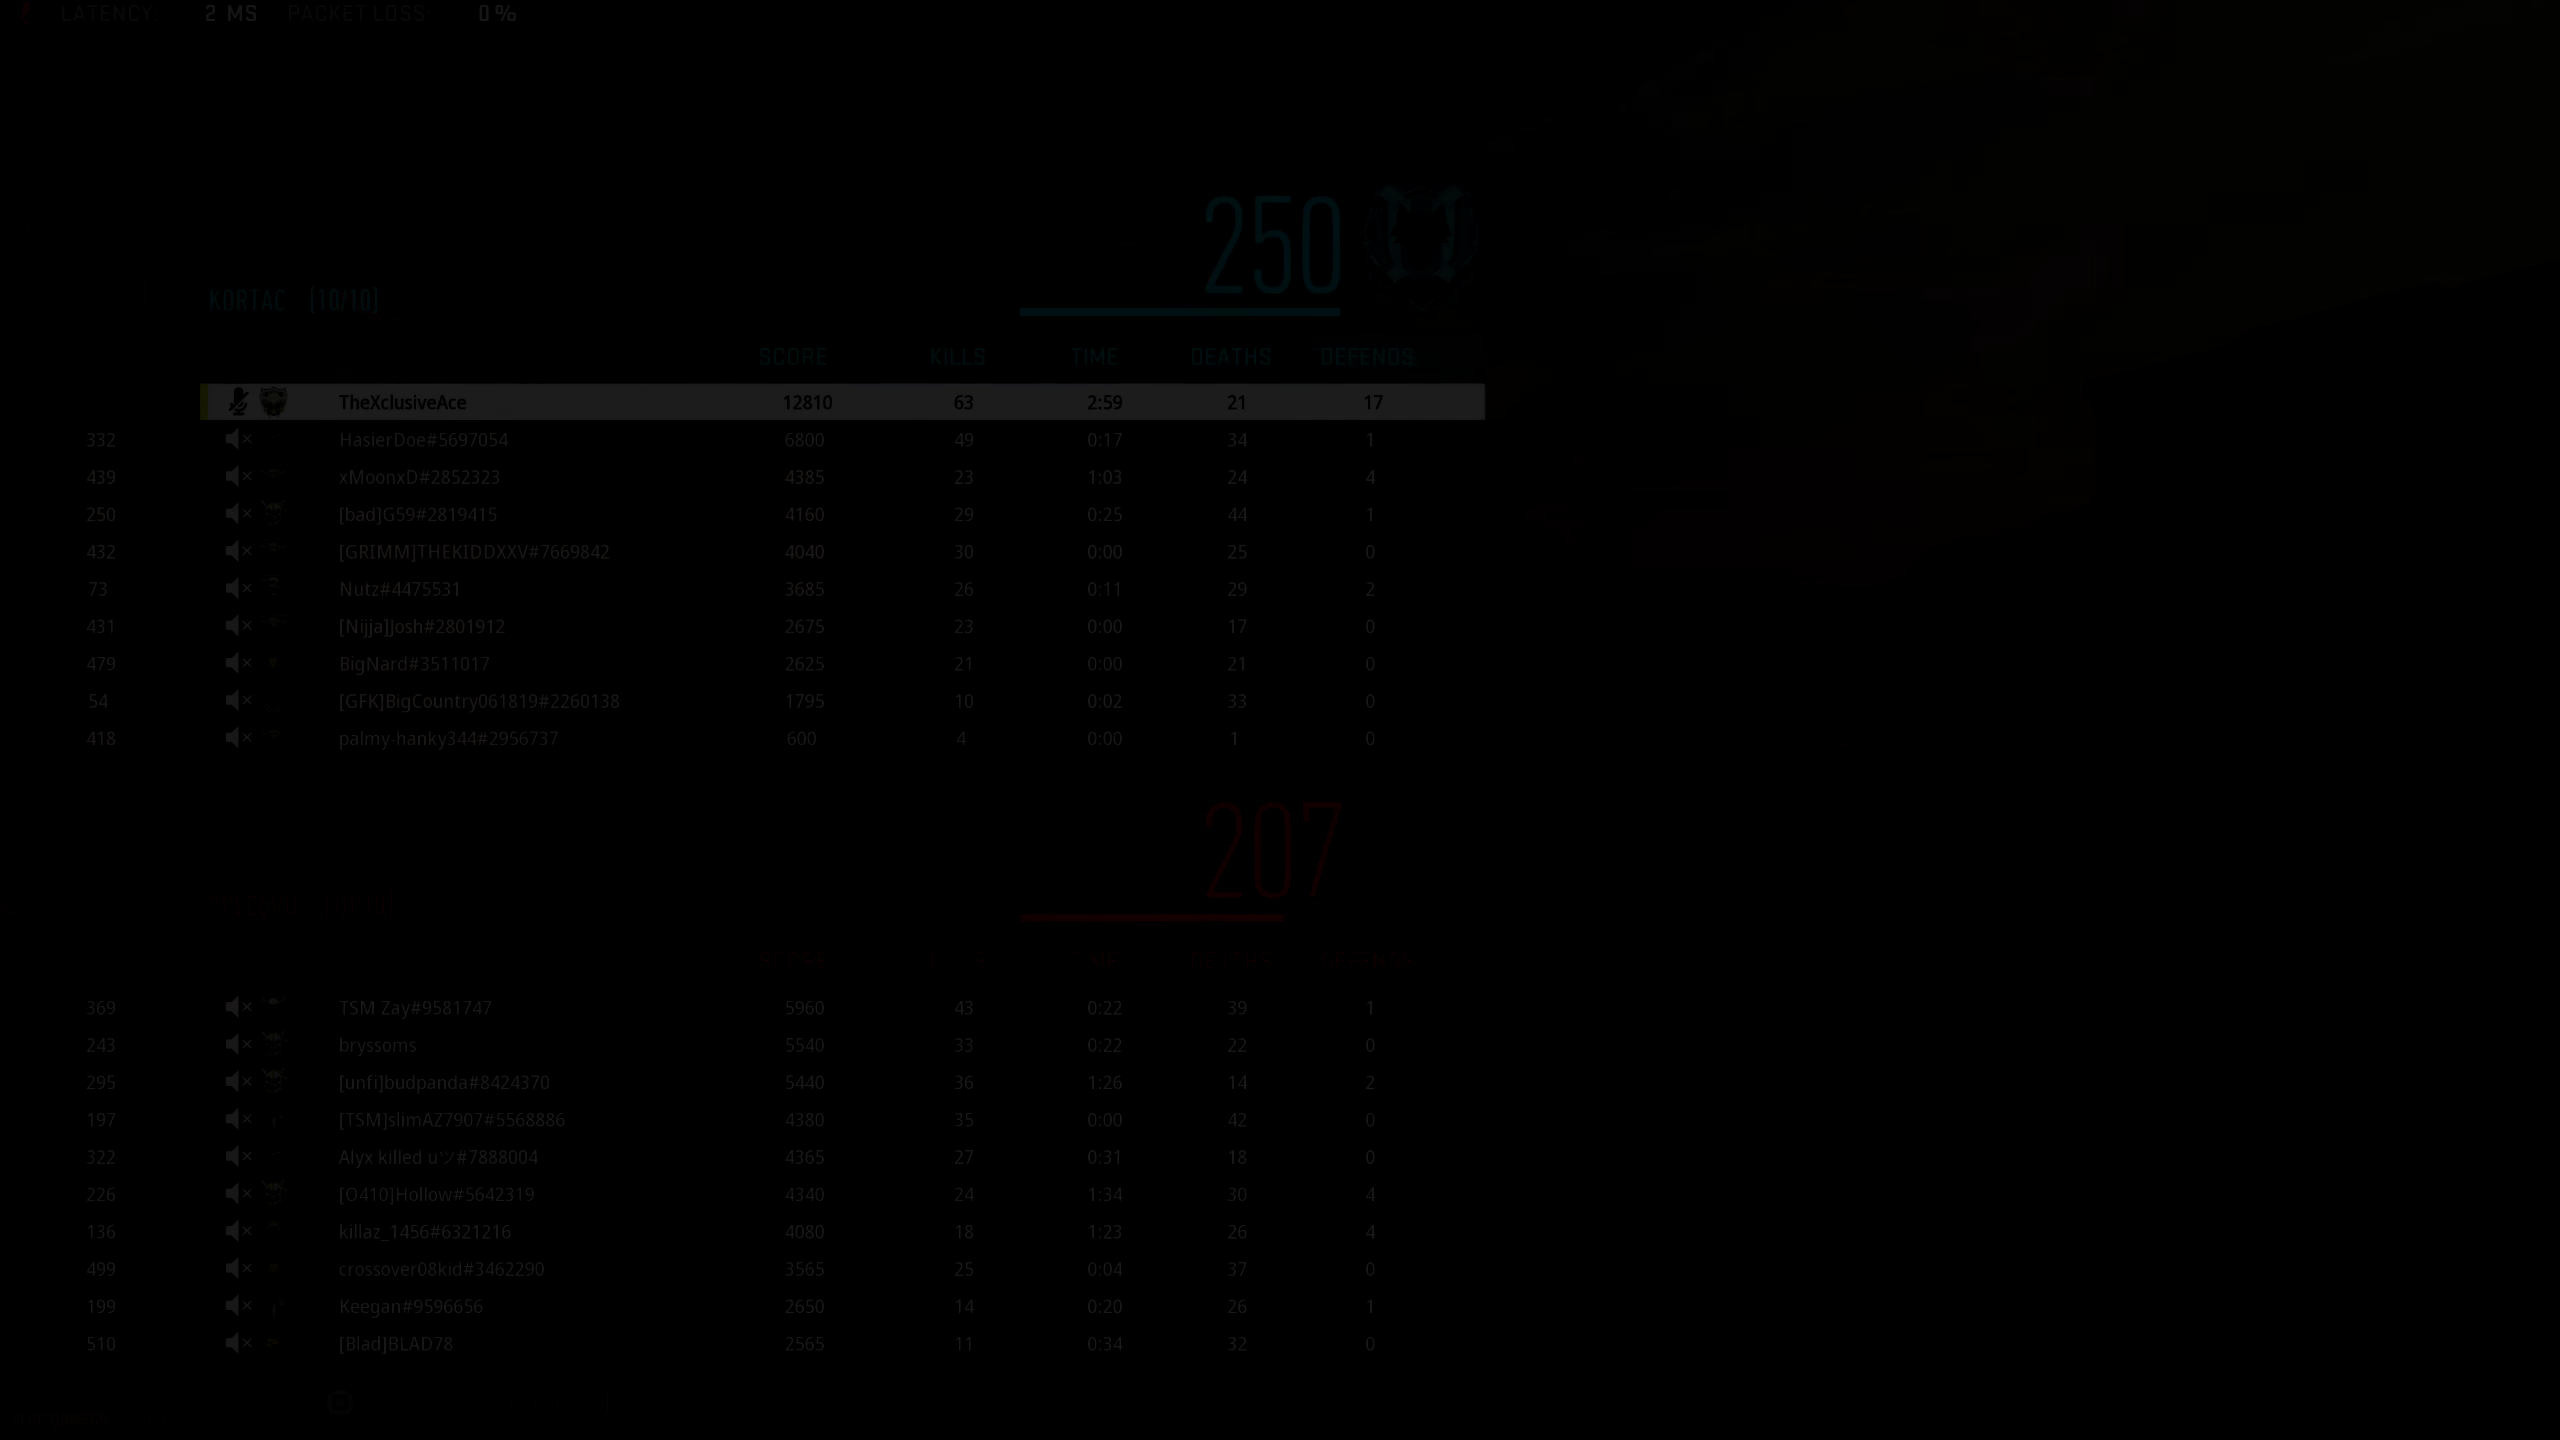 LATENCY 2 MS PACKET LOSS 0%
250
KORTAC [10/10]
SCORE KILLS TIME DEATHS DEFENDS
TheXclusiveAce 12810 63 2:59 21 17
332 HasierDoe#5697054 6800 49 0:17 34 1
439 xMoonxD#2852323 4385 23 1:03 24 4
250 [bad]G59#2819415 4160 29 0:25 44 1
432 [GRIMM]THEKIDDXXV#7669842 4040 30 0:00 25 0
73 Nutz#4475531 3685 26 0:11 29 2
431 [Nijja]Josh#2801912 2675 23 0:00 17 0
479 BigNard#3511017 2625 21 0:00 21 0
54 [GFK]BigCountry061819#2260138 1795 10 0:02 33 0
418 palmy-hanky344#2956737 600 4 0:00 1 0
207
SCORE TIME DEATHS DEFENDS
369 TSM Zay#9581747 5960 43 0:22 39 1
243 bryssoms 5540 33 0:22 22 0
295 [unfi]budpanda#8424370 5440 36 1:26 14 2
197 [TSM]slimAZ7907#5568886 4380 35 0:00 42 0
322 Alyx killed uツ#7888004 4365 27 0:31 18 0
226 [O410]Hollow#5642319 4340 24 1:34 30 4
136 killaz_1456#6321216 4080 18 1:23 26 4
499 crossover08kid#3462290 3565 25 0:04 37 0
199 Keegan#9596656 2650 14 0:20 26 1
510 [Blad]BLAD78 2565 11 0:34 32 0